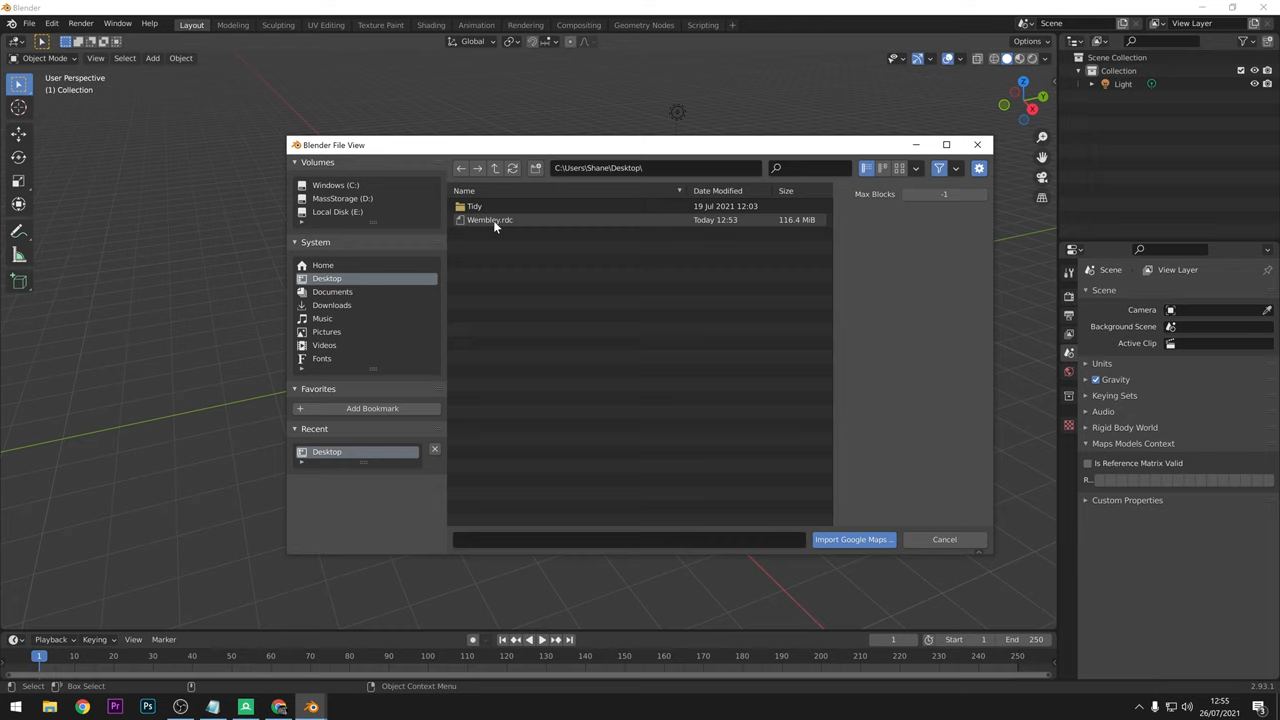 Blender
File Edit Render Window Help Layout Modeling Sculpting UV Editing Texture Paint Shading Animation Rendering Compositing Geometry Nodes Scripting + Scene View Layer
Global Options
Object Mode View Select Add Object
User Perspective
(1) Collection
Scene Collection
Collection
Light
Z
Y
X
Blender File View
Volumes
Windows (C:)
MassStorage (D:)
Local Disk (E:)
System
Home
Desktop
Documents
Downloads
Music
Pictures
Videos
Fonts
Favorites
+ Add Bookmark
Recent
Desktop
C:\Users\Shane\Desktop\
Name Date Modified Size
Tidy 19 Jul 2021 12:03
Wembley.rdc Today 12:53 116.4 MiB
Max Blocks -1
Import Google Maps ... Cancel
Scene View Layer
Scene
Camera
Background Scene
Active Clip
Units
Gravity
Keying Sets
Audio
Rigid Body World
Maps Models Context
Is Reference Matrix Valid
R...
Custom Properties
Playback Keying View Marker 1 Start 1 End 250
1 10 20 30 40 50 60 70 80 90 100 110 120 130 140 150 160 170 180 190 200 210 220 230 240 250
Select Box Select Object Context Menu 2.93.1
Pr Ps
12:55
26/07/2021
3